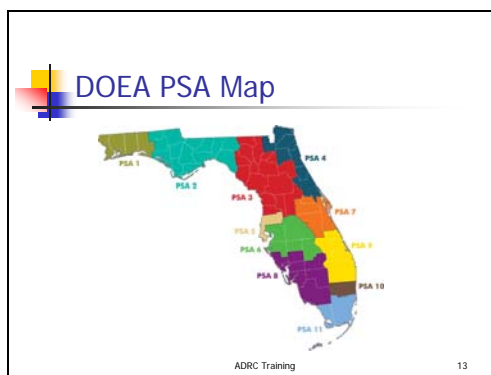 DOEA PSA Map
PSA 1
PSA 2
PSA 3
PSA 4
PSA 5
PSA 6
PSA 7
PSA 8
PSA 9
PSA 10
PSA 11
ADRC Training 13